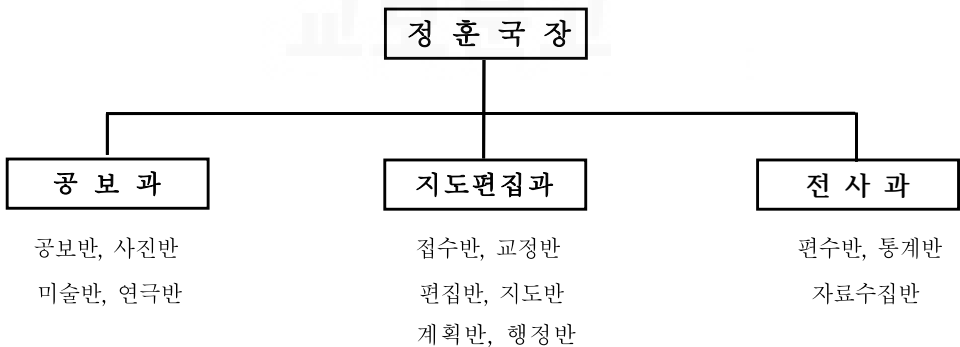 정 훈 국 장
공 보 과
지도편집과
전 사 과
공보반, 사진반
미술반, 연극반
접수반, 교정반
편집반, 지도반
계획반, 행정반
편수반, 통계반
자료수집반